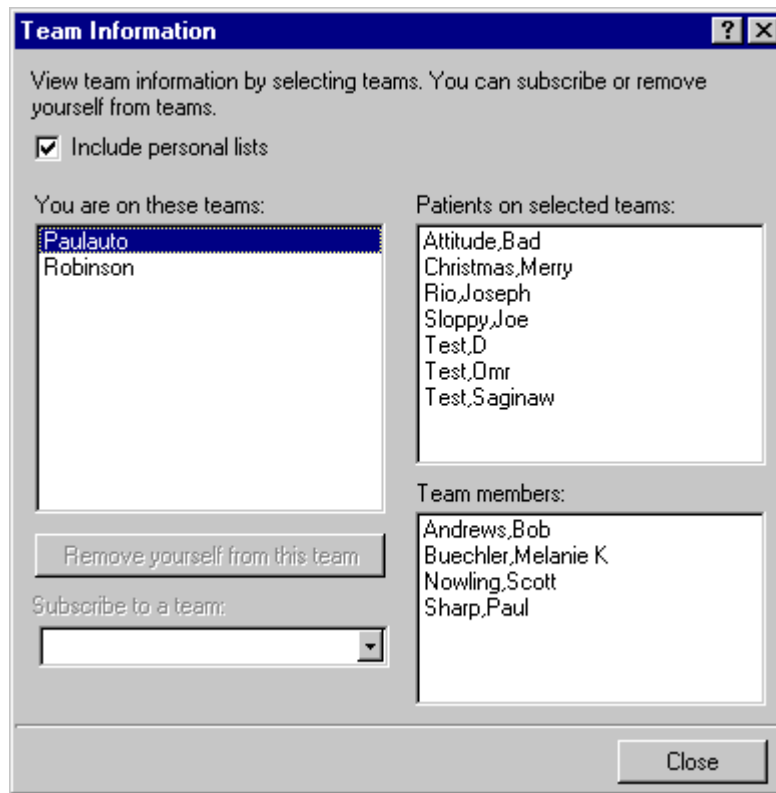 Team Information
View team information by selecting teams. You can subscribe or remove
yourself from teams.
Include personal lists
You are on these teams:
Paulauto
Robinson
Remove yourself from this team
Subscribe to a team:
Patients on selected teams:
Attitude,Bad
Christmas,Merry
Rio,Joseph
Sloppy,Joe
Test,D
Test,Omr
Test,Saginaw
Team members:
Andrews,Bob
Buechler,Melanie K
Nowling,Scott
Sharp,Paul
Close